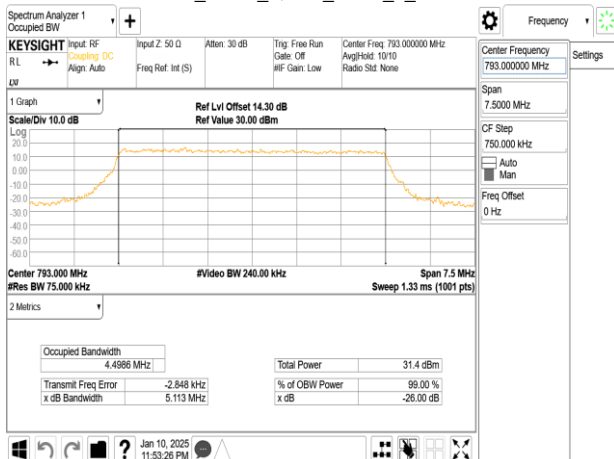 Spectrum Analyzer 1
Occupied BW
Frequency
KEYSIGHT
RL
LXI
Input: RF
Coupling: DC
Align: Auto
Input Z: 50 Ω
Freq Ref: Int (S)
Atten: 30 dB
Trig: Free Run
Gate: Off
#IF Gain: Low
Center Freq: 793.000000 MHz
Avg|Hold: 10/10
Radio Std: None
Center Frequency
793.000000 MHz
Settings
Span
7.5000 MHz
CF Step
750.000 kHz
Auto
Man
Freq Offset
0 Hz
1 Graph
Scale/Div 10.0 dB
Ref Lvl Offset 14.30 dB
Ref Value 30.00 dBm
Log
20.0
10.0
0.00
-10.0
-20.0
-30.0
-40.0
-50.0
-60.0
Center 793.000 MHz
#Res BW 75.000 kHz
#Video BW 240.00 kHz
Span 7.5 MHz
Sweep 1.33 ms (1001 pts)
2 Metrics
Occupied Bandwidth
4.4986 MHz
Total Power 31.4 dBm
Transmit Freq Error -2.848 kHz
% of OBW Power 99.00 %
x dB Bandwidth 5.113 MHz
x dB -26.00 dB
?
Jan 10, 2025
11:53:26 PM